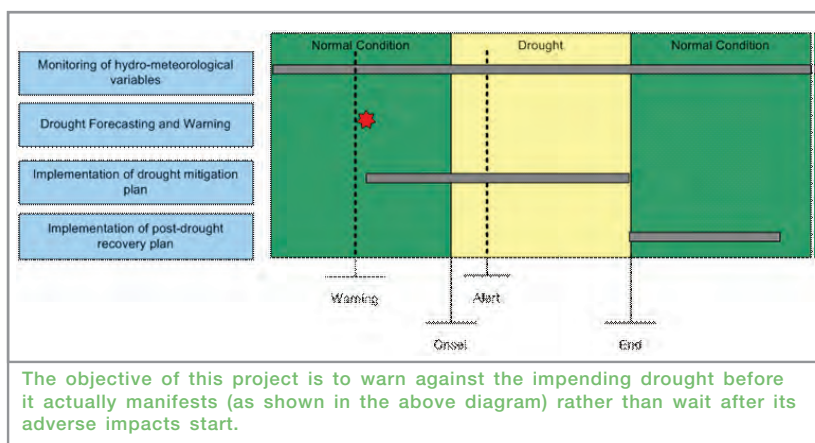 Normal Condition
Drought
Normal Condition
Monitoring of hydro-meteorological
variables
Drought Forecasting and Warning
Implementation of drought mitigation
plan
Implementation of post-drought
recovery plan
Warning
Alert
Onset
End
The objective of this project is to warn against the impending drought before
it actually manifests (as shown in the above diagram) rather than wait after its
adverse impacts start.